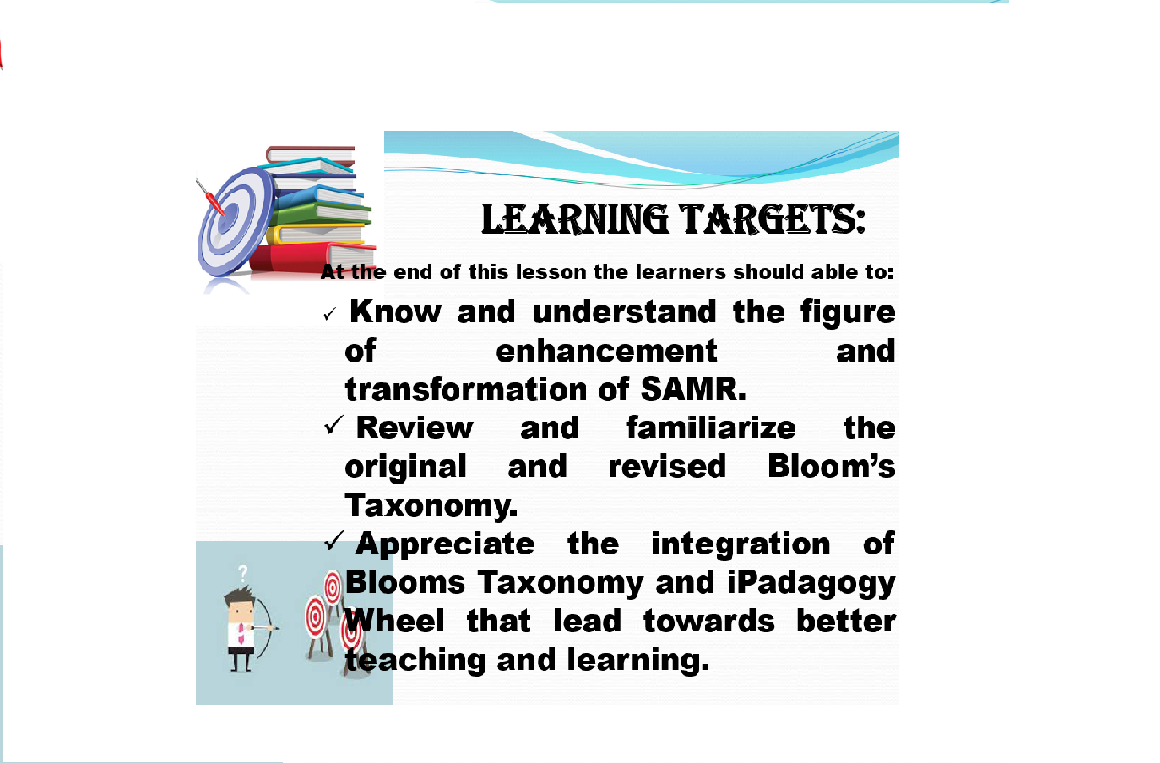 LEARNING TARGETS:
At the end of this lesson the learners should able to:
✓ Know and understand the figure
of enhancement and
transformation of SAMR.
✓ Review and familiarize the
original and revised Bloom’s
Taxonomy.
✓ Appreciate the integration of
Blooms Taxonomy and iPadagogy
Wheel that lead towards better
teaching and learning.
?